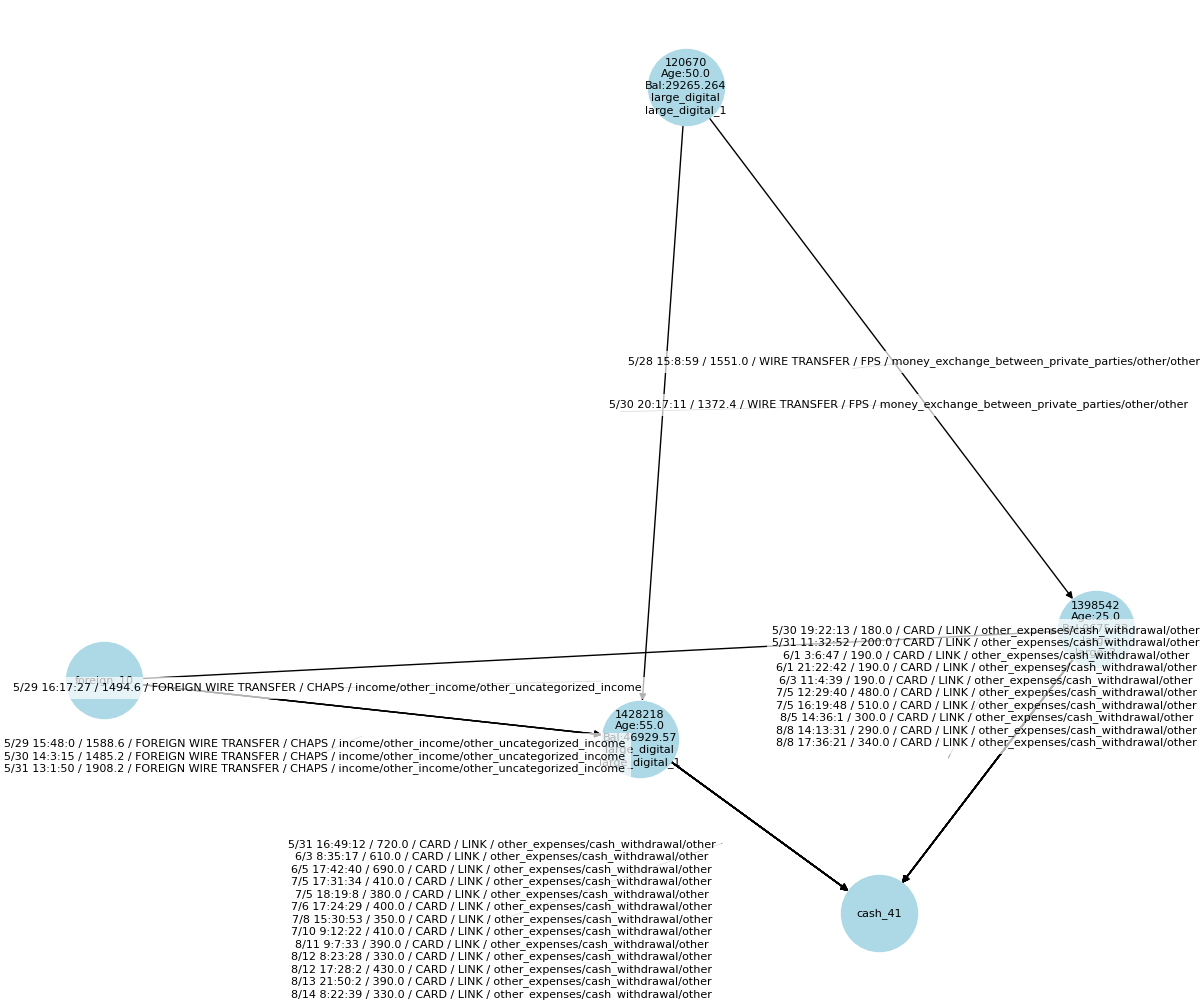 120670
Age:50.0
Bal:29265.264
large_digital
large_digital_1
5/28 15:8:59 / 1551.0 / WIRE TRANSFER / FPS / money_exchange_between_private_parties/other/other
5/30 20:17:11 / 1372.4 / WIRE TRANSFER / FPS / money_exchange_between_private_parties/other/other
1398542
Age:25.0
5/30 19:22:13 / 180.0 / CARD / LINK / other_expenses/cash_withdrawal/other
5/31 11:32:52 / 200.0 / CARD / LINK / other_expenses/cash_withdrawal/other
6/1 3:6:47 / 190.0 / CARD / LINK / other_expenses/cash_withdrawal/other
6/1 21:22:42 / 190.0 / CARD / LINK / other_expenses/cash_withdrawal/other
6/3 11:4:39 / 190.0 / CARD / LINK / other_expenses/cash_withdrawal/other
7/5 12:29:40 / 480.0 / CARD / LINK / other_expenses/cash_withdrawal/other
7/5 16:19:48 / 510.0 / CARD / LINK / other_expenses/cash_withdrawal/other
8/5 14:36:1 / 300.0 / CARD / LINK / other_expenses/cash_withdrawal/other
8/8 14:13:31 / 290.0 / CARD / LINK / other_expenses/cash_withdrawal/other
8/8 17:36:21 / 340.0 / CARD / LINK / other_expenses/cash_withdrawal/other
foreign_10
5/29 16:17:27 / 1494.6 / FOREIGN WIRE TRANSFER / CHAPS / income/other_income/other_uncategorized_income
1428218
Age:55.0
Bal:46929.57
large_digital
large_digital_1
5/29 15:48:0 / 1588.6 / FOREIGN WIRE TRANSFER / CHAPS / income/other_income/other_uncategorized_income
5/30 14:3:15 / 1485.2 / FOREIGN WIRE TRANSFER / CHAPS / income/other_income/other_uncategorized_income
5/31 13:1:50 / 1908.2 / FOREIGN WIRE TRANSFER / CHAPS / income/other_income/other_uncategorized_income
5/31 16:49:12 / 720.0 / CARD / LINK / other_expenses/cash_withdrawal/other
6/3 8:35:17 / 610.0 / CARD / LINK / other_expenses/cash_withdrawal/other
6/5 17:42:40 / 690.0 / CARD / LINK / other_expenses/cash_withdrawal/other
7/5 17:31:34 / 410.0 / CARD / LINK / other_expenses/cash_withdrawal/other
7/5 18:19:8 / 380.0 / CARD / LINK / other_expenses/cash_withdrawal/other
7/6 17:24:29 / 400.0 / CARD / LINK / other_expenses/cash_withdrawal/other
7/8 15:30:53 / 350.0 / CARD / LINK / other_expenses/cash_withdrawal/other
7/10 9:12:22 / 410.0 / CARD / LINK / other_expenses/cash_withdrawal/other
8/11 9:7:33 / 390.0 / CARD / LINK / other_expenses/cash_withdrawal/other
8/12 8:23:28 / 330.0 / CARD / LINK / other_expenses/cash_withdrawal/other
8/12 17:28:2 / 430.0 / CARD / LINK / other_expenses/cash_withdrawal/other
8/13 21:50:2 / 390.0 / CARD / LINK / other_expenses/cash_withdrawal/other
8/14 8:22:39 / 330.0 / CARD / LINK / other_expenses/cash_withdrawal/other
cash_41